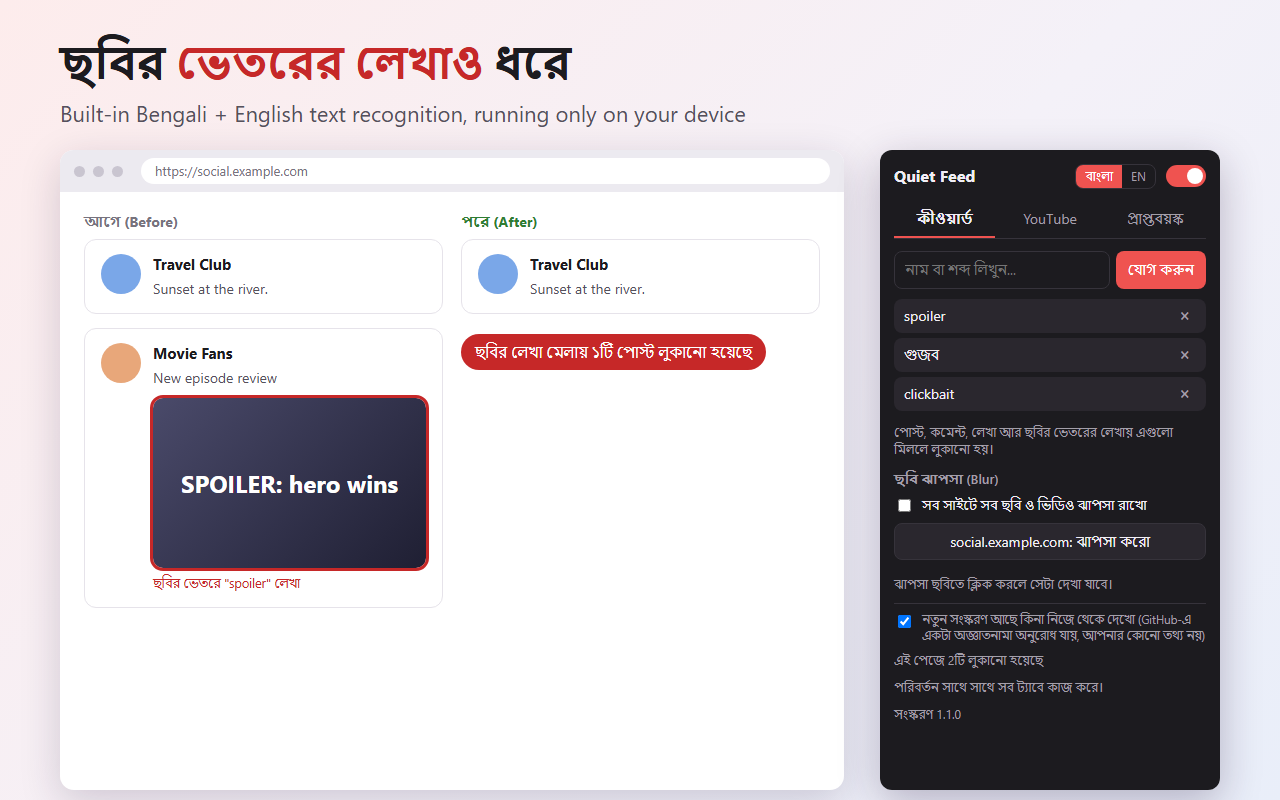 ছবির ভেতরের লেখাও ধরে
Built-in Bengali + English text recognition, running only on your device
https://social.example.com
আগে (Before)
Travel Club
Sunset at the river.
Movie Fans
New episode review
SPOILER: hero wins
ছবির ভেতরে "spoiler" লেখা
পরে (After)
Travel Club
Sunset at the river.
ছবির লেখা মেলায় ১টি পোস্ট লুকানো হয়েছে
Quiet Feed
বাংলা EN
কীওয়ার্ড YouTube প্রাপ্তবয়স্ক
নাম বা শব্দ লিখুন... যোগ করুন
spoiler ×
গুজব ×
clickbait ×
পোস্ট, কমেন্ট, লেখা আর ছবির ভেতরের লেখায় এগুলো
মিললে লুকানো হয়।
ছবি ঝাপসা (Blur)
সব সাইটে সব ছবি ও ভিডিও ঝাপসা রাখো
social.example.com: ঝাপসা করো
ঝাপসা ছবিতে ক্লিক করলে সেটা দেখা যাবে।
নতুন সংস্করণ আছে কিনা নিজে থেকে দেখো (GitHub-এ
একটা অজ্ঞাতনামা অনুরোধ যায়, আপনার কোনো তথ্য নয়)
এই পেজে 2টি লুকানো হয়েছে
পরিবর্তন সাথে সাথে সব ট্যাবে কাজ করে।
সংস্করণ 1.1.0